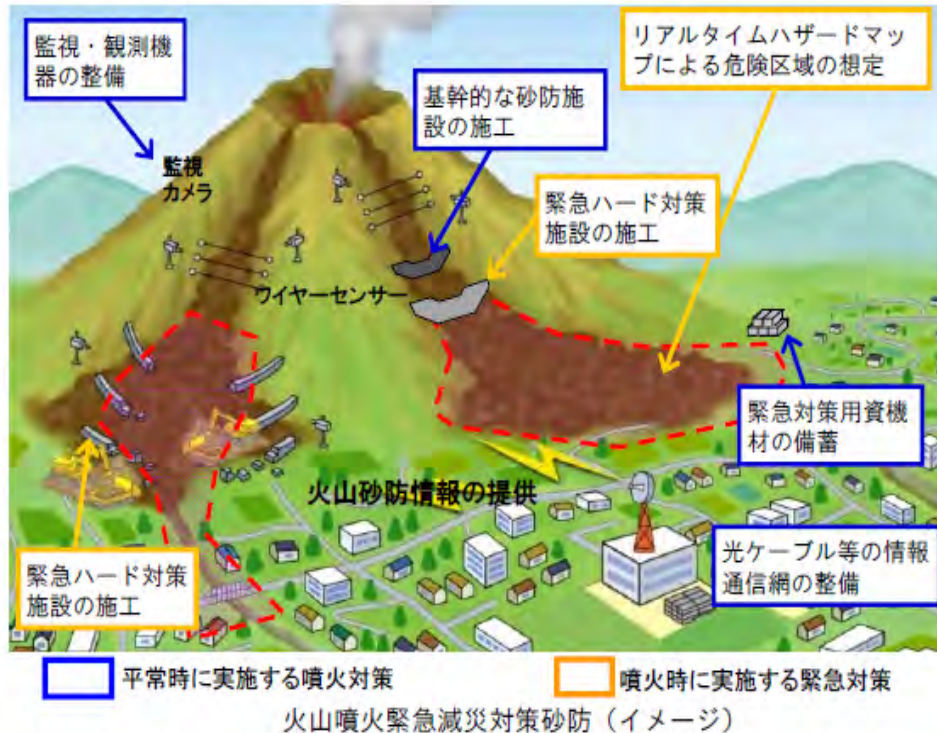 監視・観測機
器の整備
リアルタイムハザードマッ
プによる危険区域の想定
基幹的な砂防施
設の施工
監視
カメラ
緊急ハード対策
施設の施工
ワイヤーセンサー
緊急対策用資機
材の備蓄
火山砂防情報の提供
光ケーブル等の情報
通信網の整備
緊急ハード対策
施設の施工
平常時に実施する噴火対策
噴火時に実施する緊急対策
火山噴火緊急減災対策砂防（イメージ）